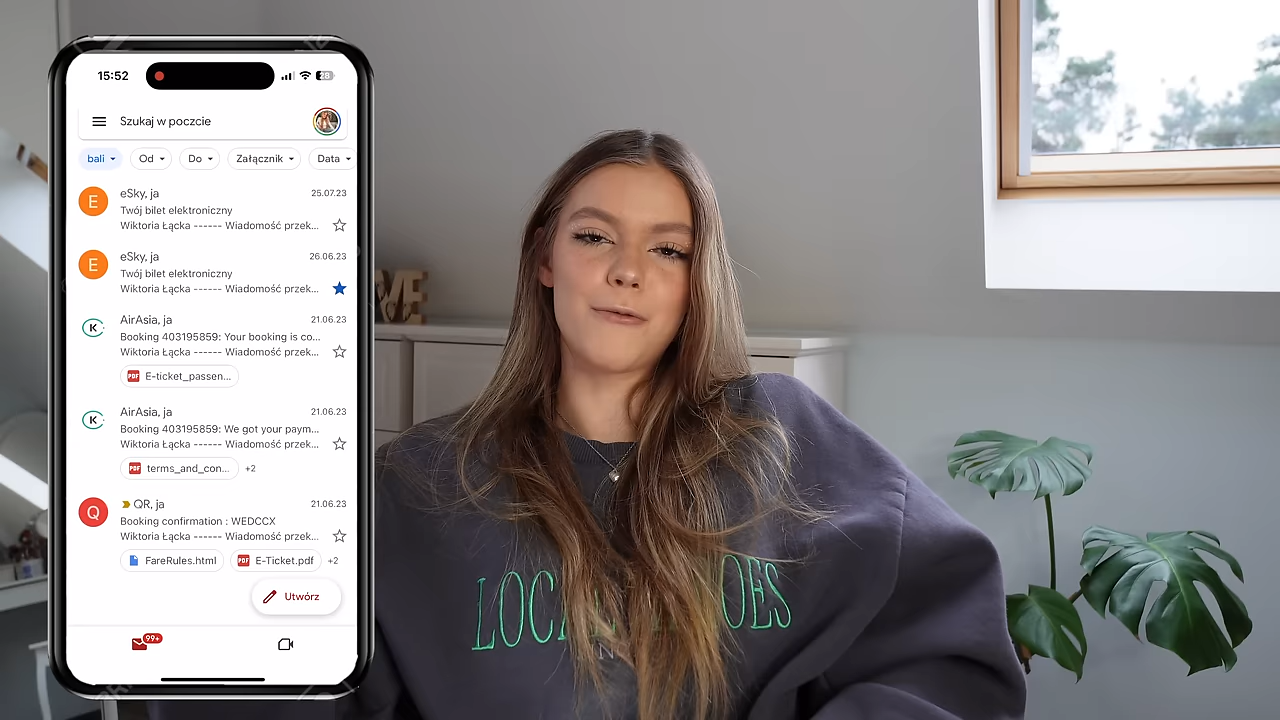 15:52
28
Szukaj w poczcie
bali
Od
Do
Załącznik
Data
E
eSky, ja
25.07.23
Twój bilet elektroniczny
Wiktoria Łącka ------ Wiadomość przek...
E
eSky, ja
26.06.23
Twój bilet elektroniczny
Wiktoria Łącka ------ Wiadomość przek...
K
AirAsia, ja
21.06.23
Booking 403195859: Your booking is co...
Wiktoria Łącka ------ Wiadomość przek...
PDF E-ticket_passen...
K
AirAsia, ja
21.06.23
Booking 403195859: We got your paym...
Wiktoria Łącka ------ Wiadomość przek...
PDF terms_and_con...
+2
Q
QR, ja
21.06.23
Booking confirmation : WEDCCX
Wiktoria Łącka ------ Wiadomość przek...
FareRules.html
PDF E-Ticket.pdf
+2
Utwórz
99+